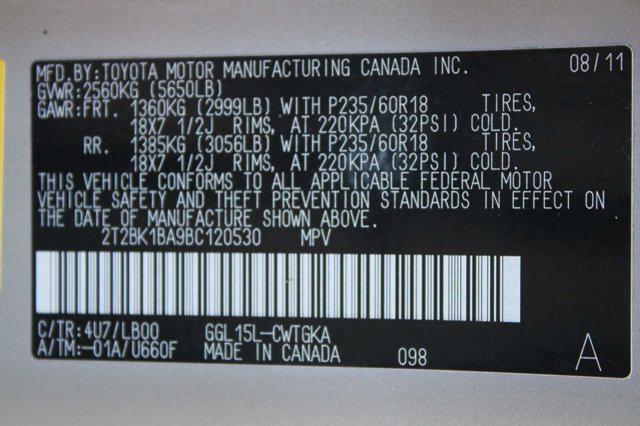 MFD.BY:TOYOTA MOTOR MANUFACTURING CANADA INC. 08/11
GVWR:2560KG (5650LB)
GAWR:FRT. 1360KG (2999LB) WITH P235/60R18 TIRES,
18X7 1/2J RIMS, AT 220KPA (32PSI) COLD.
RR. 1385KG (3056LB) WITH P235/60R18 TIRES,
18X7 1/2J RIMS, AT 220KPA (32PSI) COLD.
THIS VEHICLE CONFORMS TO ALL APPLICABLE FEDERAL MOTOR
VEHICLE SAFETY AND THEFT PREVENTION STANDARDS IN EFFECT ON
THE DATE OF MANUFACTURE SHOWN ABOVE.
2T2BK1BA9BC120530 MPV
C/TR:4U7/LB00 GGL15L-CWTGKA
A/TM:-01A/U660F MADE IN CANADA 098 A